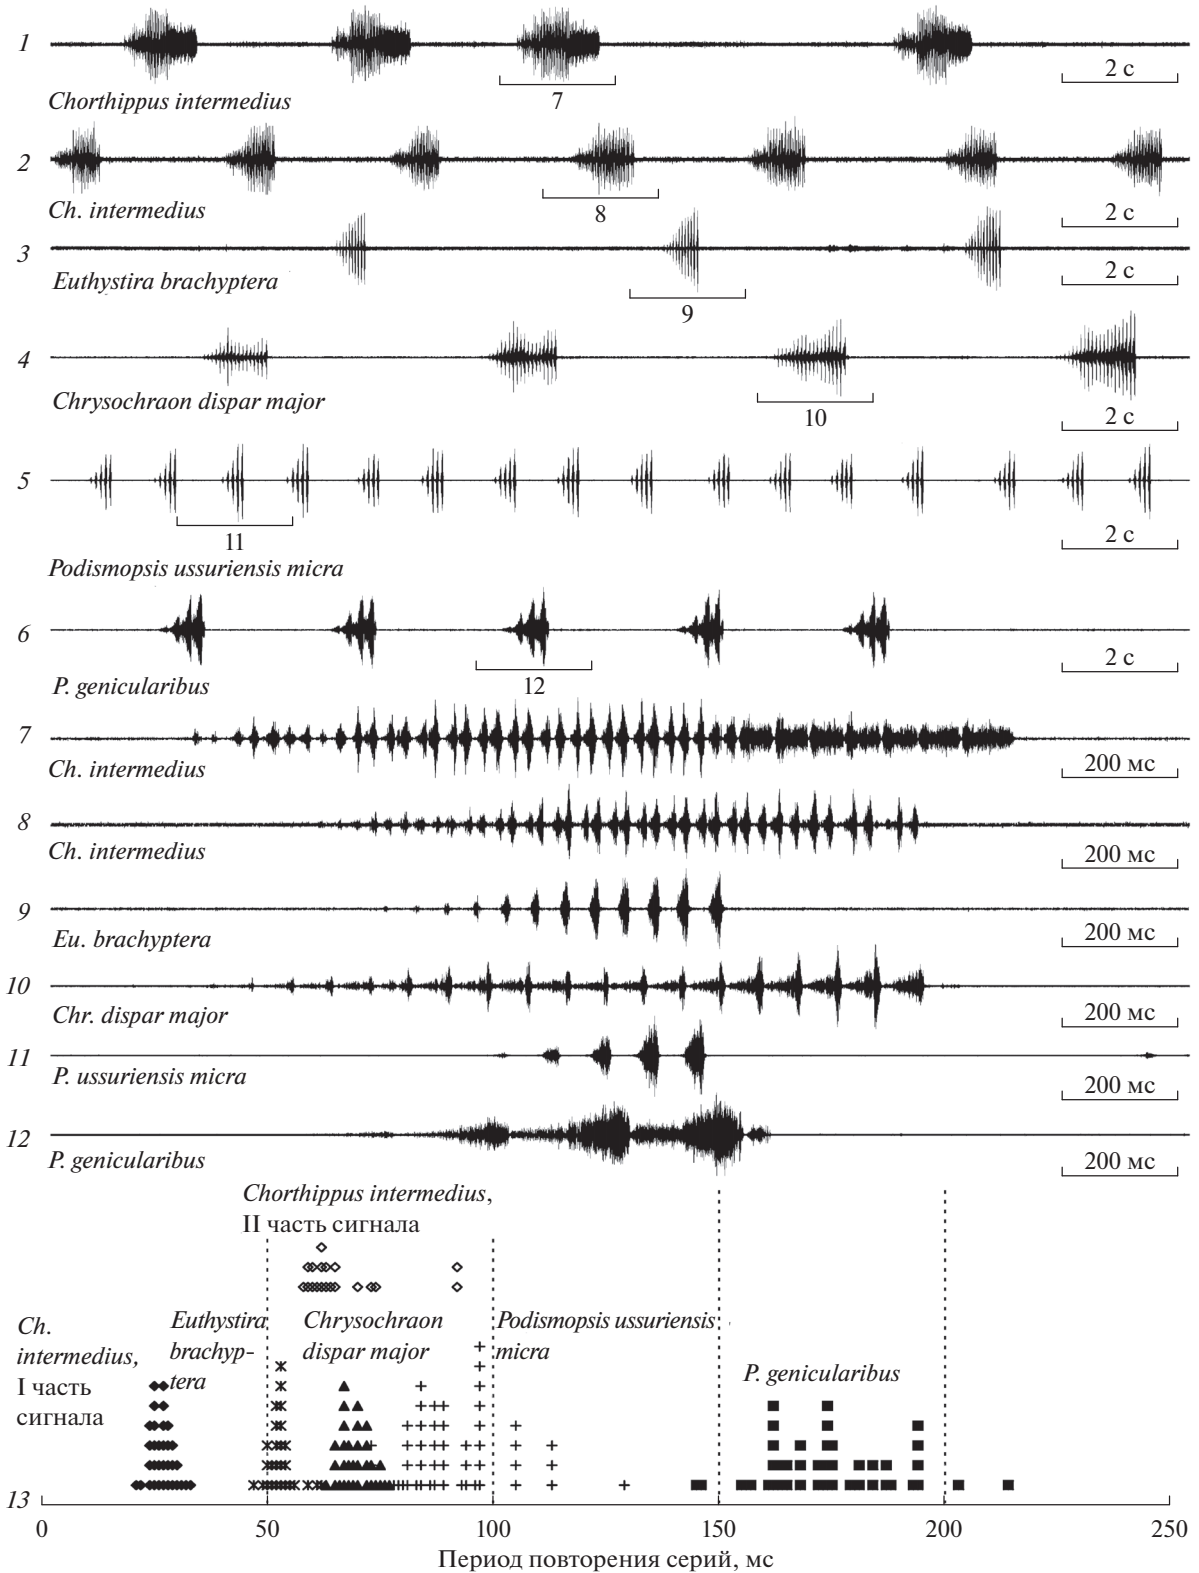 1
2 с
Chorthippus intermedius
7
2
2 с
Ch. intermedius
8
3
2 с
Euthystira brachyptera
9
4
Chrysochraon dispar major
10
2 с
5
11
2 с
Podismopsis ussuriensis micra
6
2 с
P. genicularibus
12
7
Ch. intermedius
200 мс
8
Ch. intermedius
200 мс
9
Eu. brachyptera
200 мс
10
Chr. dispar major
200 мс
11
P. ussuriensis micra
200 мс
12
P. genicularibus
200 мс
Chorthippus intermedius,
II часть сигнала
Ch.
intermedius,
I часть
сигнала
Euthystira
brachyp-
tera
Chrysochraon
dispar major
Podismopsis ussuriensis
micra
P. genicularibus
13
0 50 100 150 200 250
Период повторения серий, мс